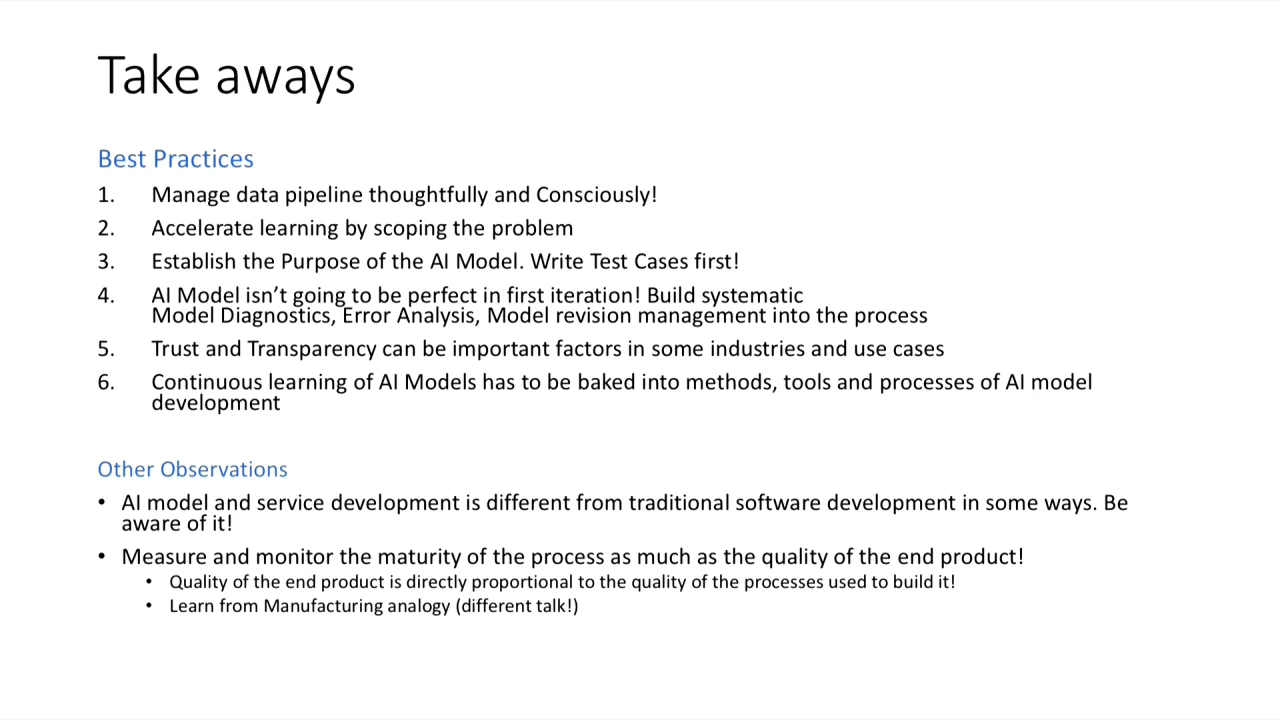 Take aways
Best Practices
1. Manage data pipeline thoughtfully and Consciously!
2. Accelerate learning by scoping the problem
3. Establish the Purpose of the AI Model. Write Test Cases first!
4. AI Model isn’t going to be perfect in first iteration! Build systematic
Model Diagnostics, Error Analysis, Model revision management into the process
5. Trust and Transparency can be important factors in some industries and use cases
6. Continuous learning of AI Models has to be baked into methods, tools and processes of AI model
development
Other Observations
• AI model and service development is different from traditional software development in some ways. Be
aware of it!
• Measure and monitor the maturity of the process as much as the quality of the end product!
• Quality of the end product is directly proportional to the quality of the processes used to build it!
• Learn from Manufacturing analogy (different talk!)